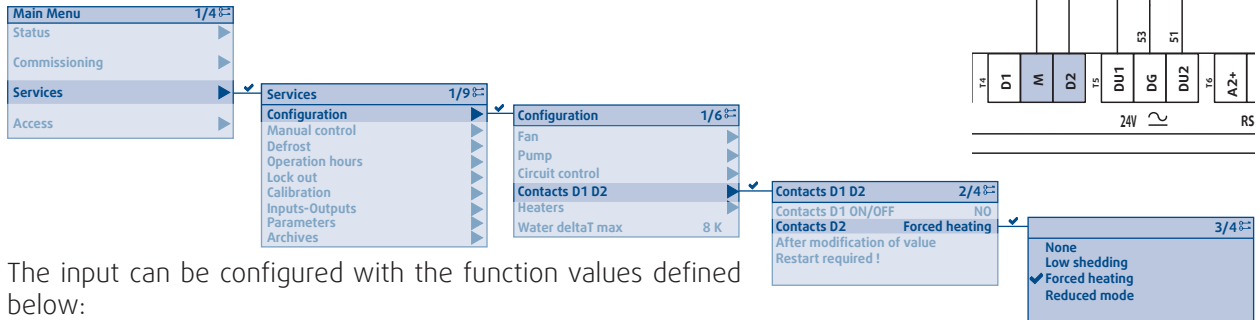 Main Menu 1/4
Status
Commissioning
Services
Access
Services 1/9
Configuration
Manual control
Defrost
Operation hours
Lock out
Calibration
Inputs-Outputs
Parameters
Archives
Configuration 1/6
Fan
Pump
Circuit control
Contacts D1 D2
Heaters
Water deltaT max 8 K
Contacts D1 D2 2/4
Contacts D1 ON/OFF NO
Contacts D2 Forced heating
After modification of value
Restart required !
3/4
None
Low shedding
Forced heating
Reduced mode
53 51
T4 D1 M D2 T5 DU1 DG DU2 T6 A2+
24V RS
The input can be configured with the function values defined
below: